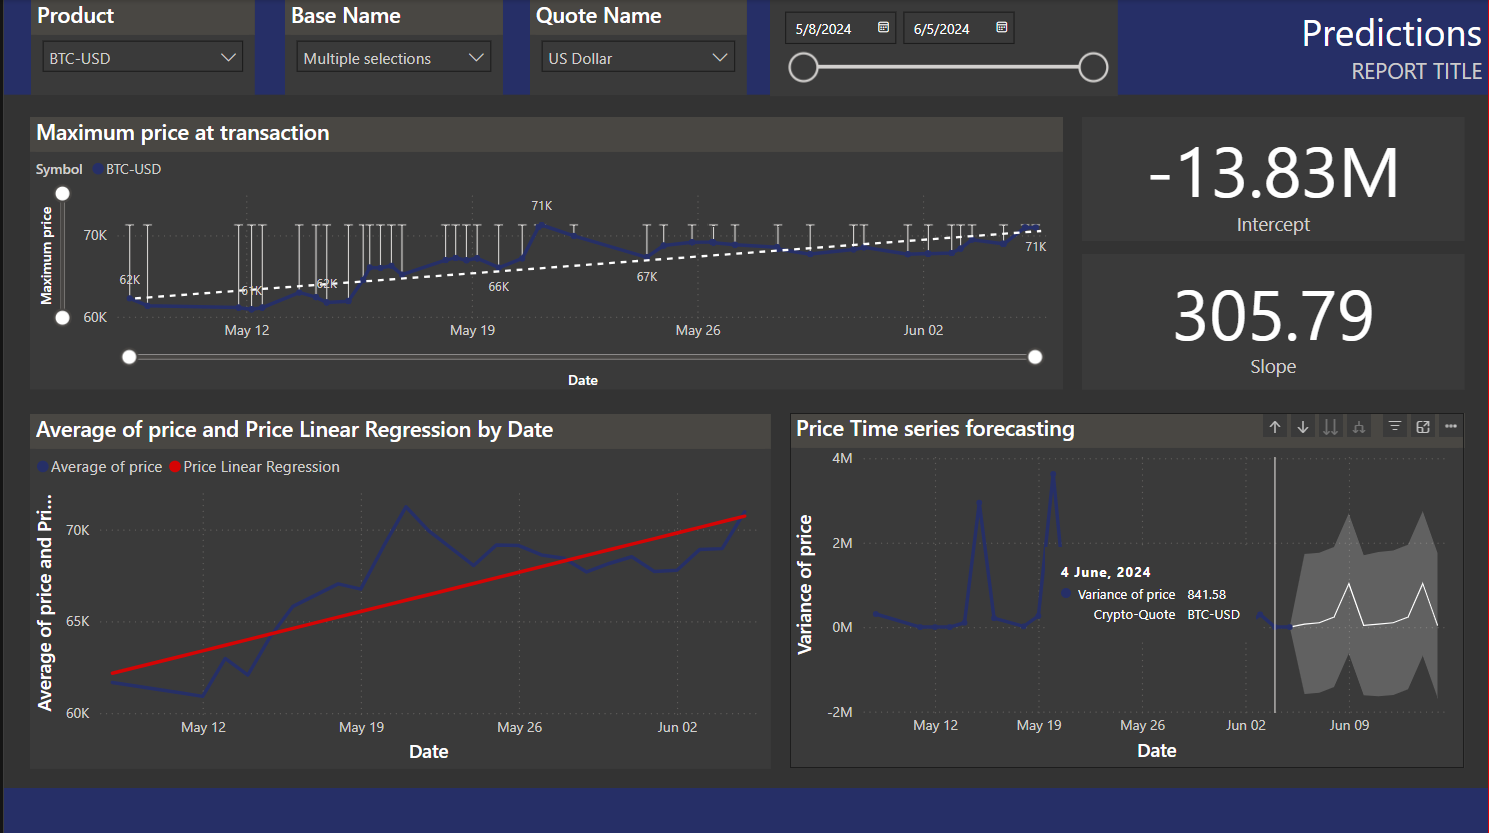 Product
Base Name
Quote Name
BTC-USD
Multiple selections
US Dollar
5/8/2024
6/5/2024
Predictions
REPORT TITLE
Maximum price at transaction
Symbol
BTC-USD
Maximum price
70K
60K
62K
61K
62K
66K
71K
67K
71K
May 12
May 19
May 26
Jun 02
Date
-13.83M
Intercept
305.79
Slope
Average of price and Price Linear Regression by Date
Average of price
Price Linear Regression
Average of price and Pri...
70K
65K
60K
May 12
May 19
May 26
Jun 02
Date
Price Time series forecasting
Variance of price
4M
2M
0M
-2M
4 June, 2024
Variance of price 841.58
Crypto-Quote BTC-USD
May 12
May 19
May 26
Jun 02
Jun 09
Date